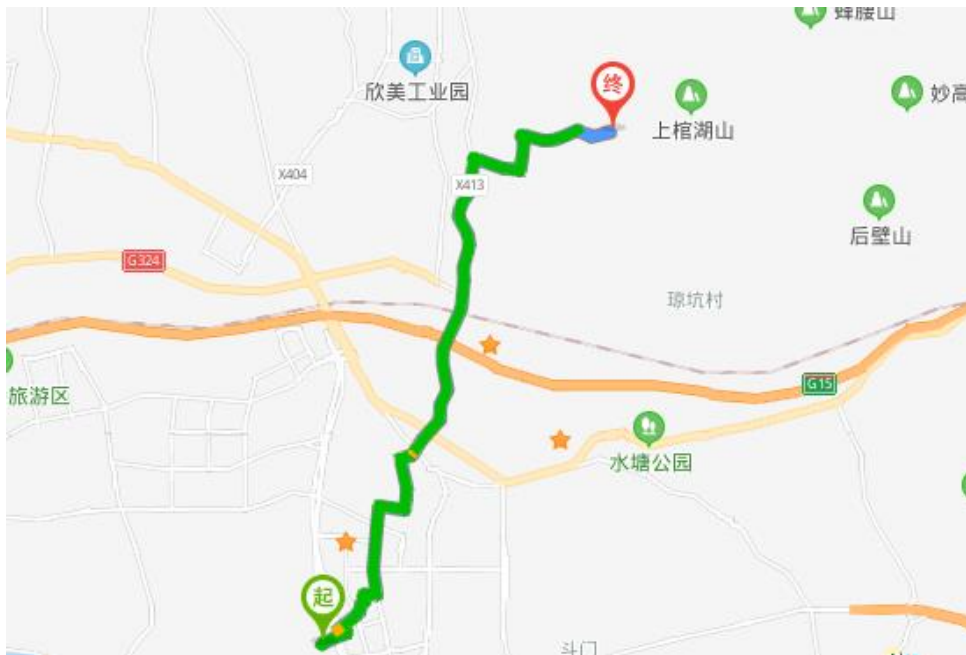 蜂腰山
终
妙高
欣美工业园
上棺湖山
X404
X413
后壁山
G324
琼坑村
G15
旅游区
水塘公园
起
斗门